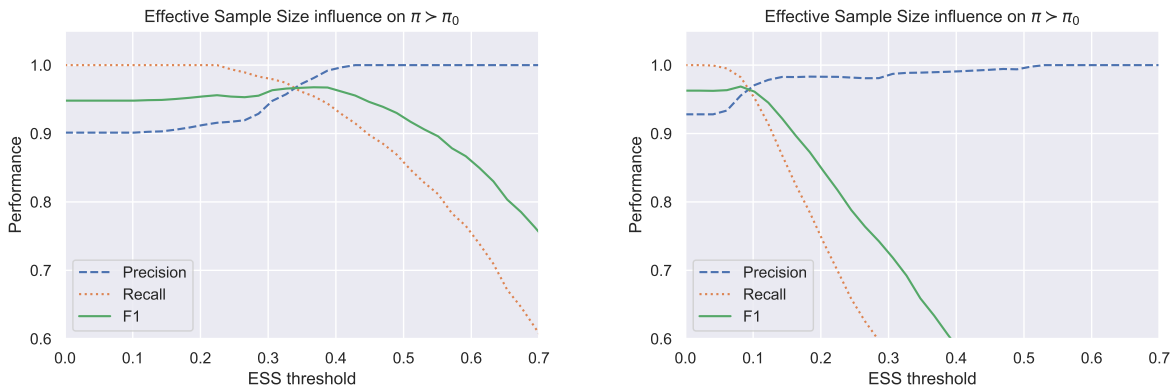 Effective Sample Size influence on π ≻ π₀
1.0
0.9
0.8
0.7
0.6
Performance
Precision
Recall
F1
0.0 0.1 0.2 0.3 0.4 0.5 0.6 0.7
ESS threshold
Effective Sample Size influence on π ≻ π₀
1.0
0.9
0.8
0.7
0.6
Performance
Precision
Recall
F1
0.0 0.1 0.2 0.3 0.4 0.5 0.6 0.7
ESS threshold